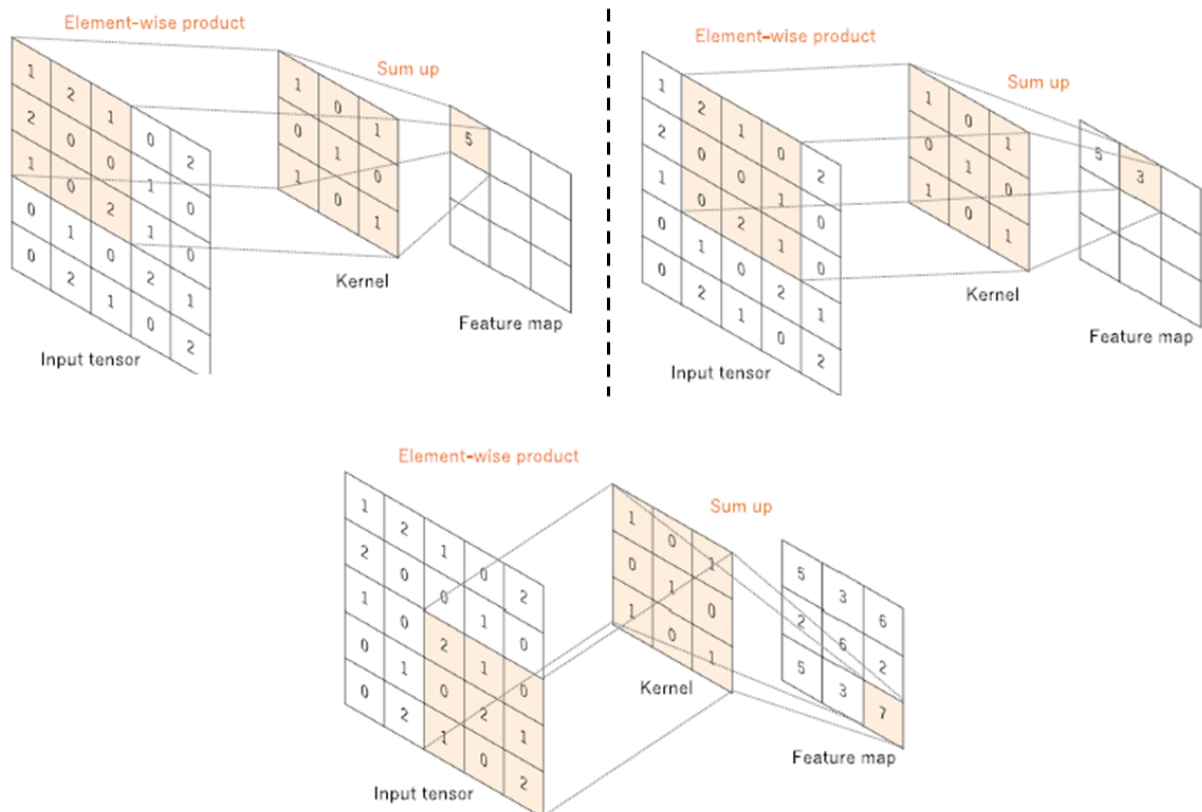 Element-wise product
Sum up
1 2 1 0 2
2 0 0 1 0
1 0 2 1 0
0 1 0 2 1
0 2 1 0 2
Input tensor
1 0 1
0 1 0
1 0 1
Kernel
5
Feature map
Element-wise product
Sum up
1 2 1 0 2
2 0 0 1 0
1 0 2 1 0
0 1 0 2 1
0 2 1 0 2
Input tensor
1 0 1
0 1 0
1 0 1
Kernel
5 3
Feature map
Element-wise product
Sum up
1 2 1 0 2
2 0 0 1 0
1 0 2 1 0
0 1 0 2 1
0 2 1 0 2
Input tensor
1 0 1
0 1 0
1 0 1
Kernel
5 3 6
2 6 2
5 3 7
Feature map